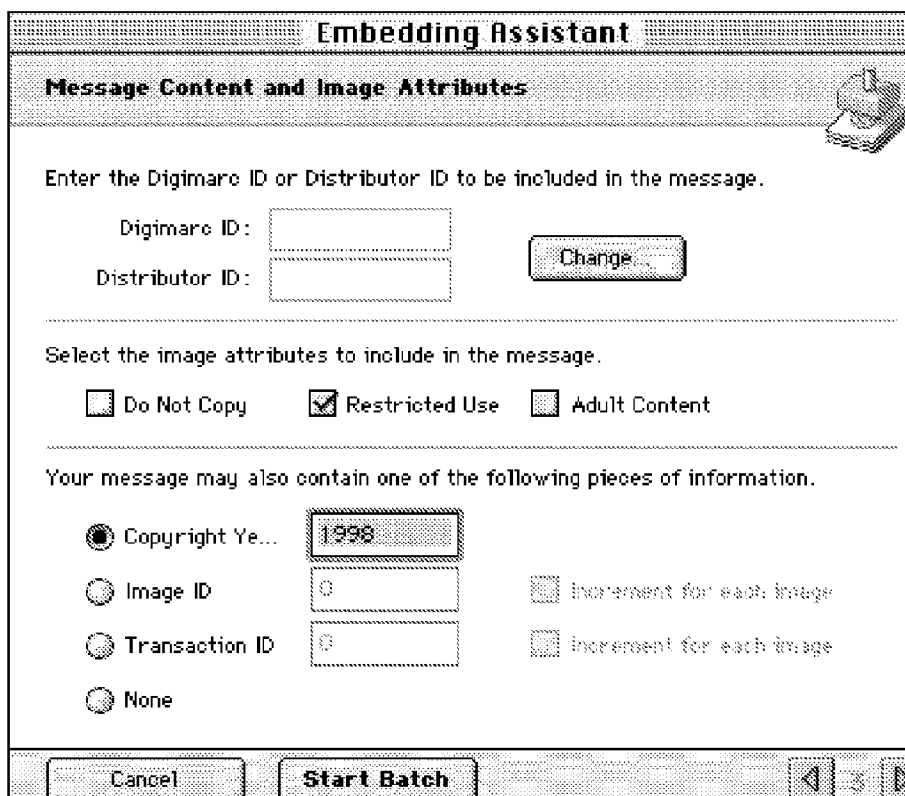 Embedding Assistant
Message Content and Image Attributes
Enter the Digimarc ID or Distributor ID to be included in the message.
Digimarc ID:
Change...
Distributor ID:
Select the image attributes to include in the message.
Do Not Copy Restricted Use Adult Content
Your message may also contain one of the following pieces of information.
Copyright Ye... 1998
Image ID 0 Increment for each image
Transaction ID 0 Increment for each image
None
Cancel Start Batch 3